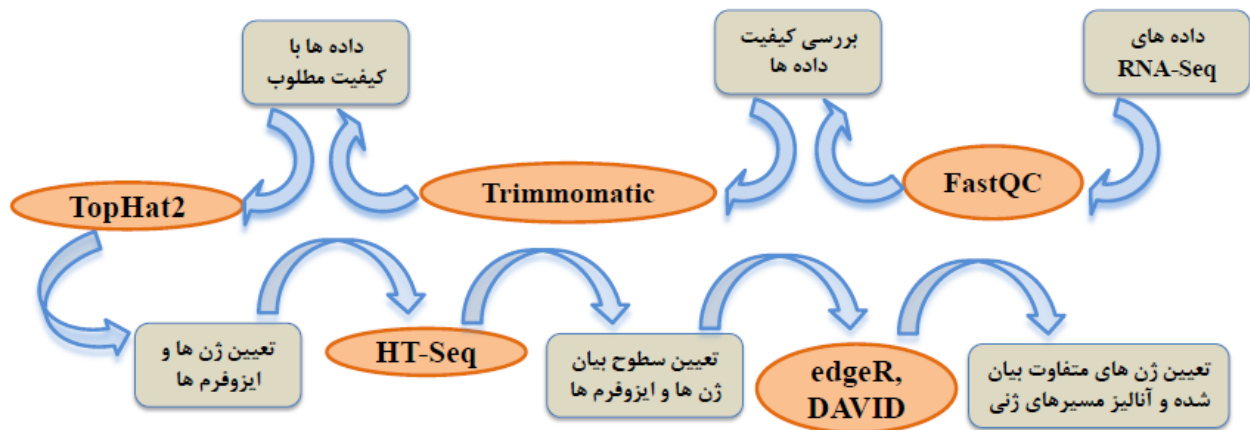 داده های
RNA-Seq
FastQC
بررسی کیفیت
داده ها
Trimmomatic
داده ها با
کیفیت مطلوب
TopHat2
تعیین ژن ها و
ایزوفرم ها
HT-Seq
تعیین سطوح بیان
ژن ها و ایزوفرم ها
edgeR,
DAVID
تعیین ژن های متفاوت بیان
شده و آنالیز مسیرهای ژنی